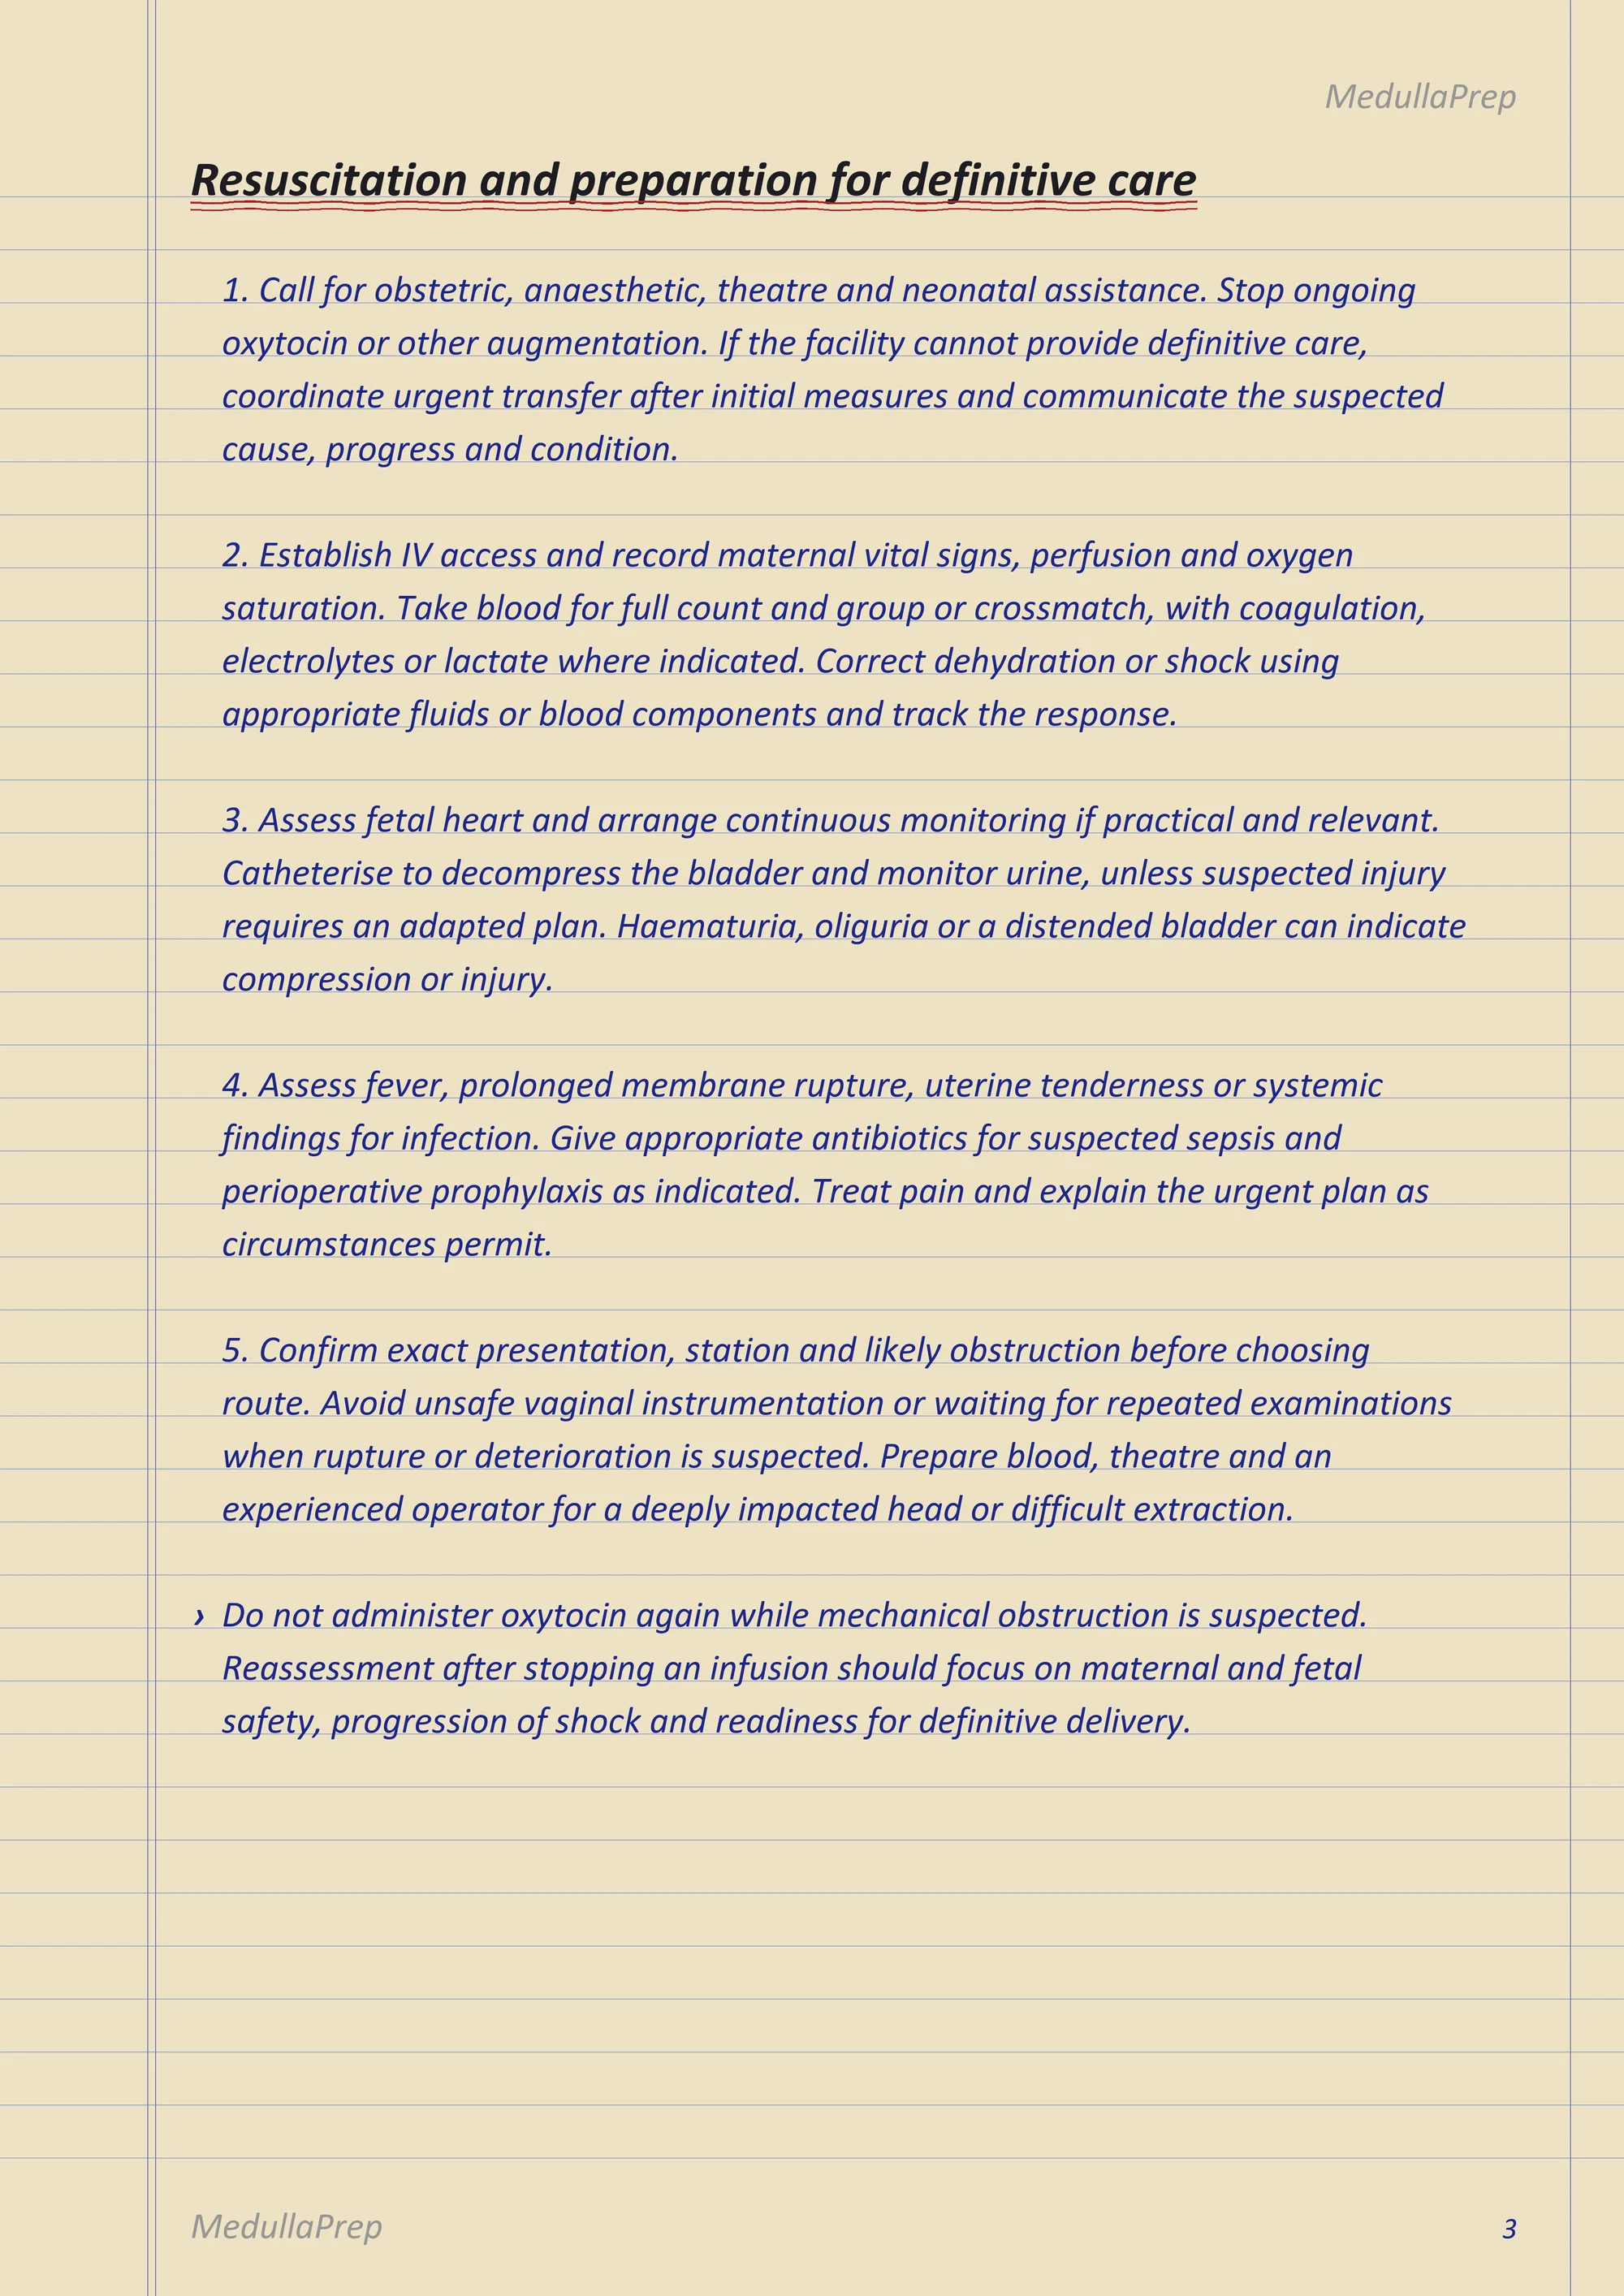 MedullaPrep
Resuscitation and preparation for definitive care
1. Call for obstetric, anaesthetic, theatre and neonatal assistance. Stop ongoing
oxytocin or other augmentation. If the facility cannot provide definitive care,
coordinate urgent transfer after initial measures and communicate the suspected
cause, progress and condition.
2. Establish IV access and record maternal vital signs, perfusion and oxygen
saturation. Take blood for full count and group or crossmatch, with coagulation,
electrolytes or lactate where indicated. Correct dehydration or shock using
appropriate fluids or blood components and track the response.
3. Assess fetal heart and arrange continuous monitoring if practical and relevant.
Catheterise to decompress the bladder and monitor urine, unless suspected injury
requires an adapted plan. Haematuria, oliguria or a distended bladder can indicate
compression or injury.
4. Assess fever, prolonged membrane rupture, uterine tenderness or systemic
findings for infection. Give appropriate antibiotics for suspected sepsis and
perioperative prophylaxis as indicated. Treat pain and explain the urgent plan as
circumstances permit.
5. Confirm exact presentation, station and likely obstruction before choosing
route. Avoid unsafe vaginal instrumentation or waiting for repeated examinations
when rupture or deterioration is suspected. Prepare blood, theatre and an
experienced operator for a deeply impacted head or difficult extraction.
› Do not administer oxytocin again while mechanical obstruction is suspected.
Reassessment after stopping an infusion should focus on maternal and fetal
safety, progression of shock and readiness for definitive delivery.
MedullaPrep
3